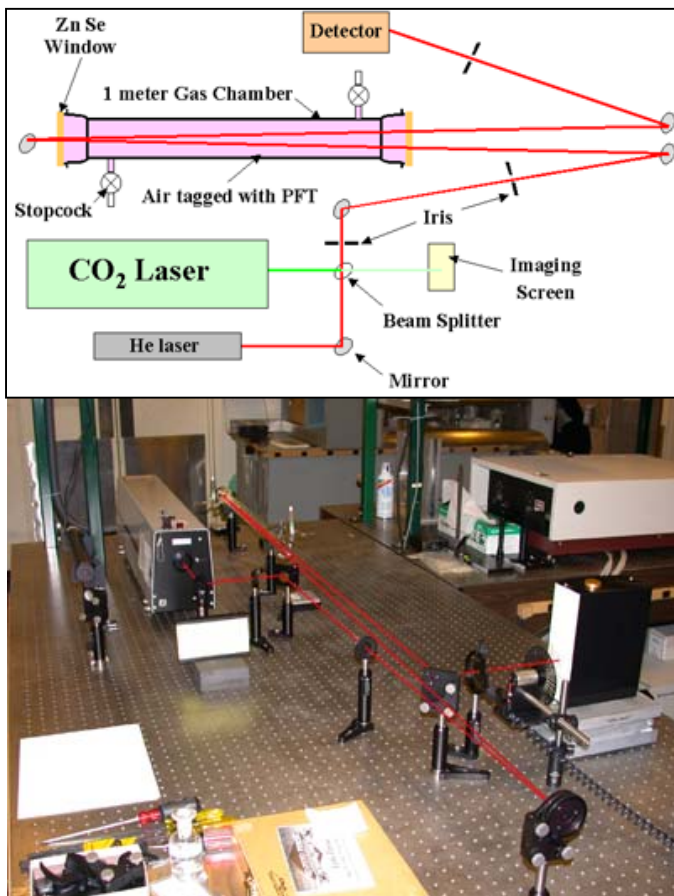 Zn Se
Window
Detector
1 meter Gas Chamber
Stopcock
Air tagged with PFT
Iris
CO₂ Laser
Imaging
Screen
Beam Splitter
He laser
Mirror